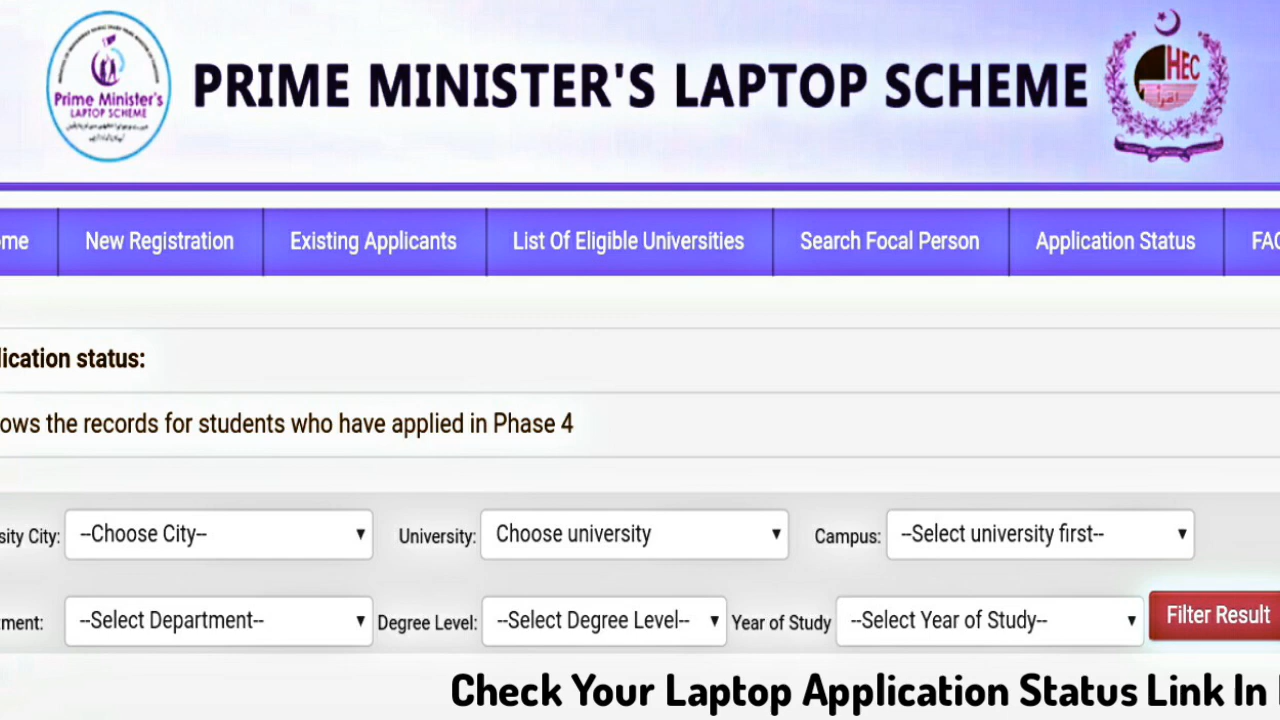 Prime Minister's
LAPTOP SCHEME
PRIME MINISTER'S LAPTOP SCHEME
HEC
ome
New Registration
Existing Applicants
List Of Eligible Universities
Search Focal Person
Application Status
FAQ
lication status:
ows the records for students who have applied in Phase 4
sity City: --Choose City-- University: Choose university Campus: --Select university first--
ment: --Select Department-- Degree Level: --Select Degree Level-- Year of Study --Select Year of Study-- Filter Result
Check Your Laptop Application Status Link In